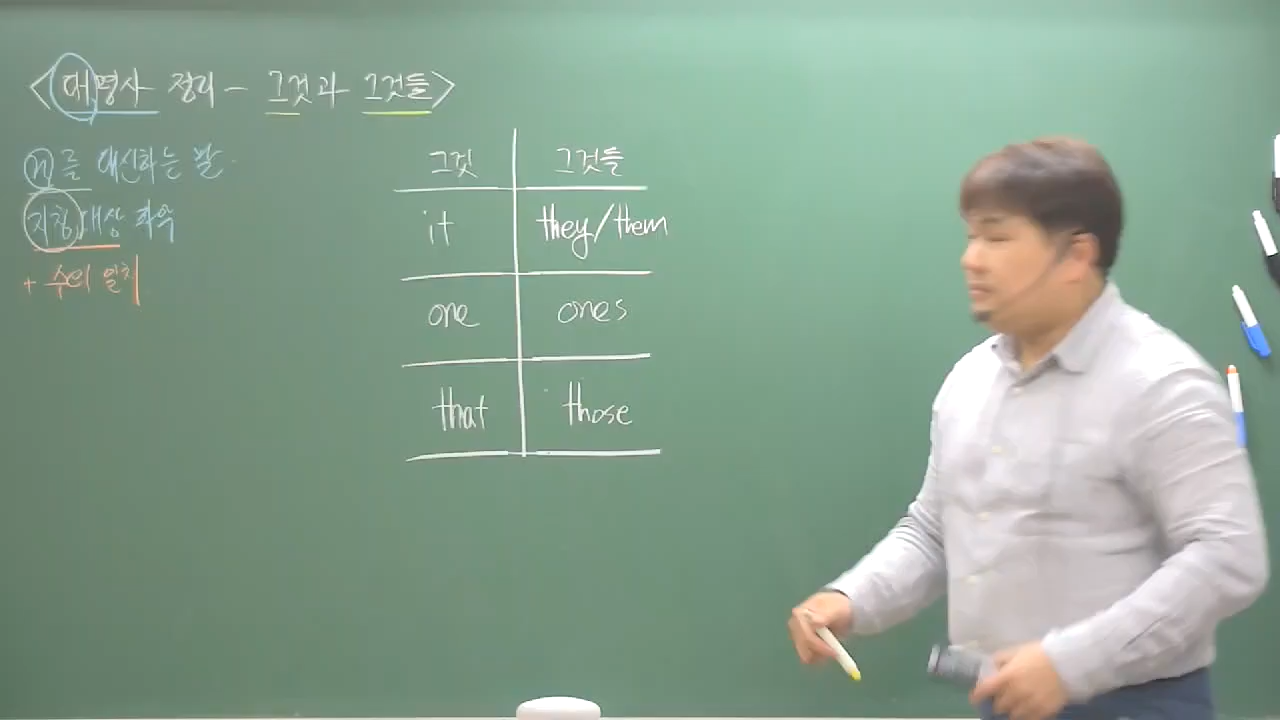 <대명사 정리 - 그것과 그것들>
n를 대신하는 말.
지칭 대상 파악
+ 수의 일치
그것 그것들
it they/them
one ones
that those